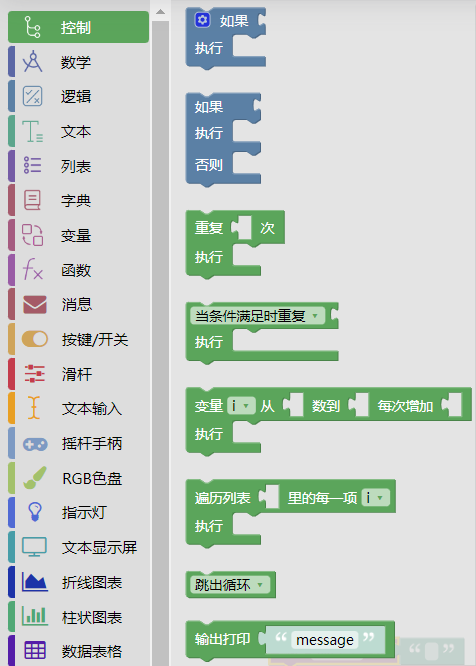 控制
数学
逻辑
文本
列表
字典
变量
函数
消息
按键/开关
滑杆
文本输入
摇杆手柄
RGB色盘
指示灯
文本显示屏
折线图表
柱状图表
数据表格
如果
执行
如果
执行
否则
重复 次
执行
当条件满足时重复
执行
变量 i 从 数到 每次增加
执行
遍历列表 里的每一项 i
执行
跳出循环
输出打印 “ message ”